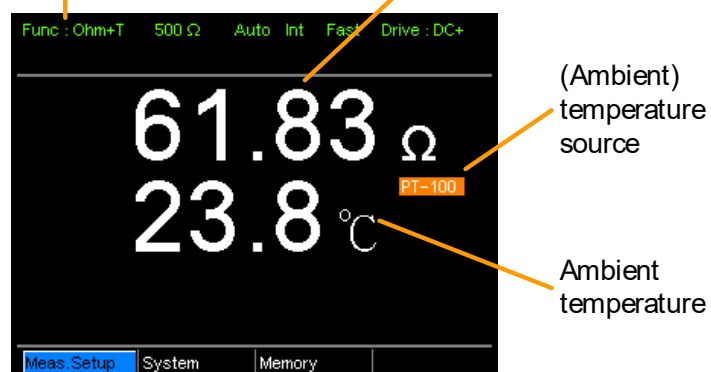 Func : Ohm+T 500 Ω Auto Int Fast Drive : DC+
61.83 Ω
PT-100
23.8 °C
(Ambient)
temperature
source
Ambient
temperature
Meas.Setup System Memory